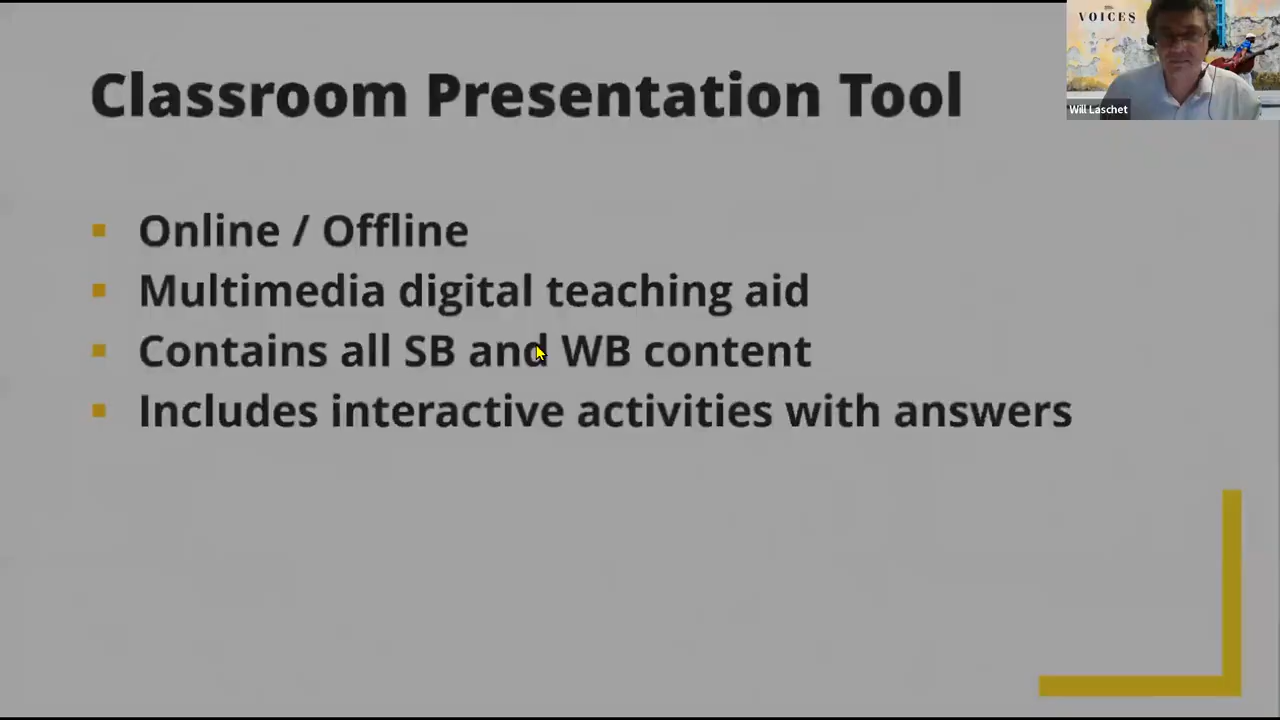 Classroom Presentation Tool
VOICES
Will Laschet
Online / Offline
Multimedia digital teaching aid
Contains all SB and WB content
Includes interactive activities with answers